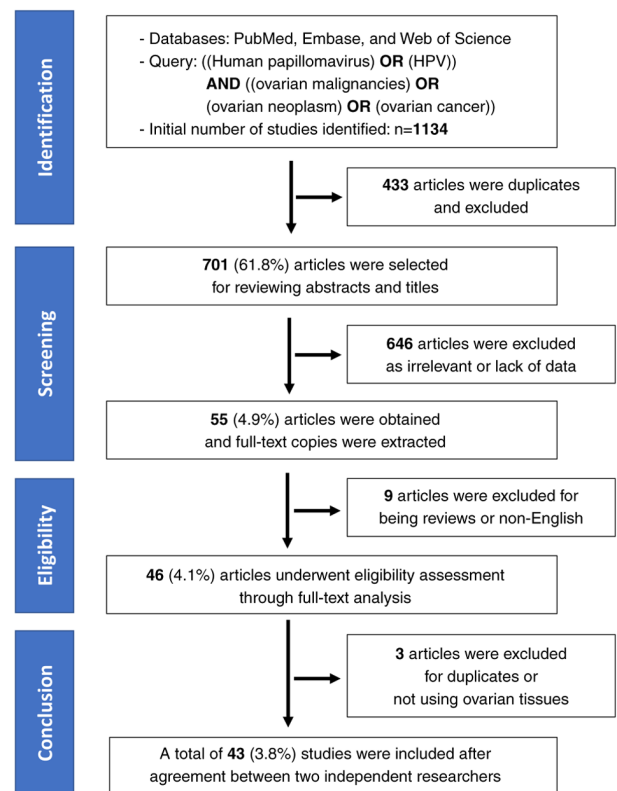 Identification
- Databases: PubMed, Embase, and Web of Science
- Query: ((Human papillomavirus) OR (HPV))
AND ((ovarian malignancies) OR
(ovarian neoplasm) OR (ovarian cancer))
- Initial number of studies identified: n=1134
433 articles were duplicates
and excluded
Screening
701 (61.8%) articles were selected
for reviewing abstracts and titles
646 articles were excluded
as irrelevant or lack of data
55 (4.9%) articles were obtained
and full-text copies were extracted
Eligibility
9 articles were excluded for
being reviews or non-English
46 (4.1%) articles underwent eligibility assessment
through full-text analysis
Conclusion
3 articles were excluded
for duplicates or
not using ovarian tissues
A total of 43 (3.8%) studies were included after
agreement between two independent researchers